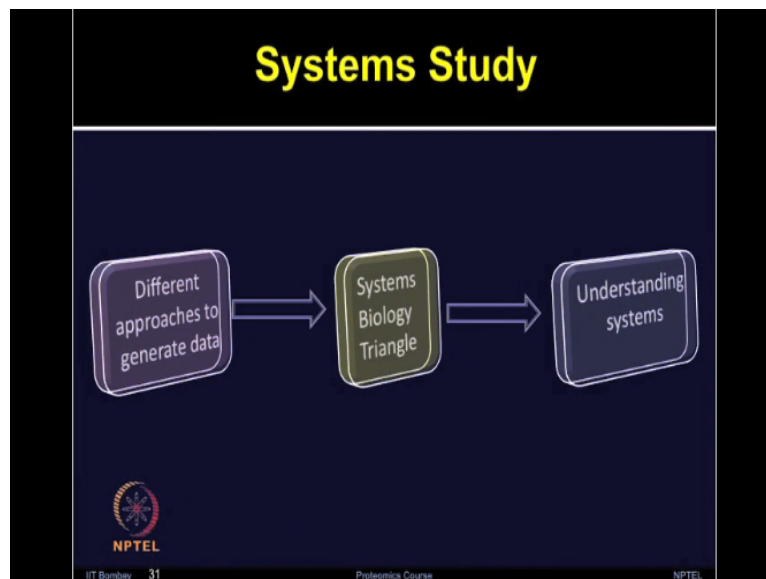 Systems Study
Different
approaches to
generate data
Systems
Biology
Triangle
Understanding
systems
NPTEL
IIT Bombay 31 Proteomics Course NPTEL